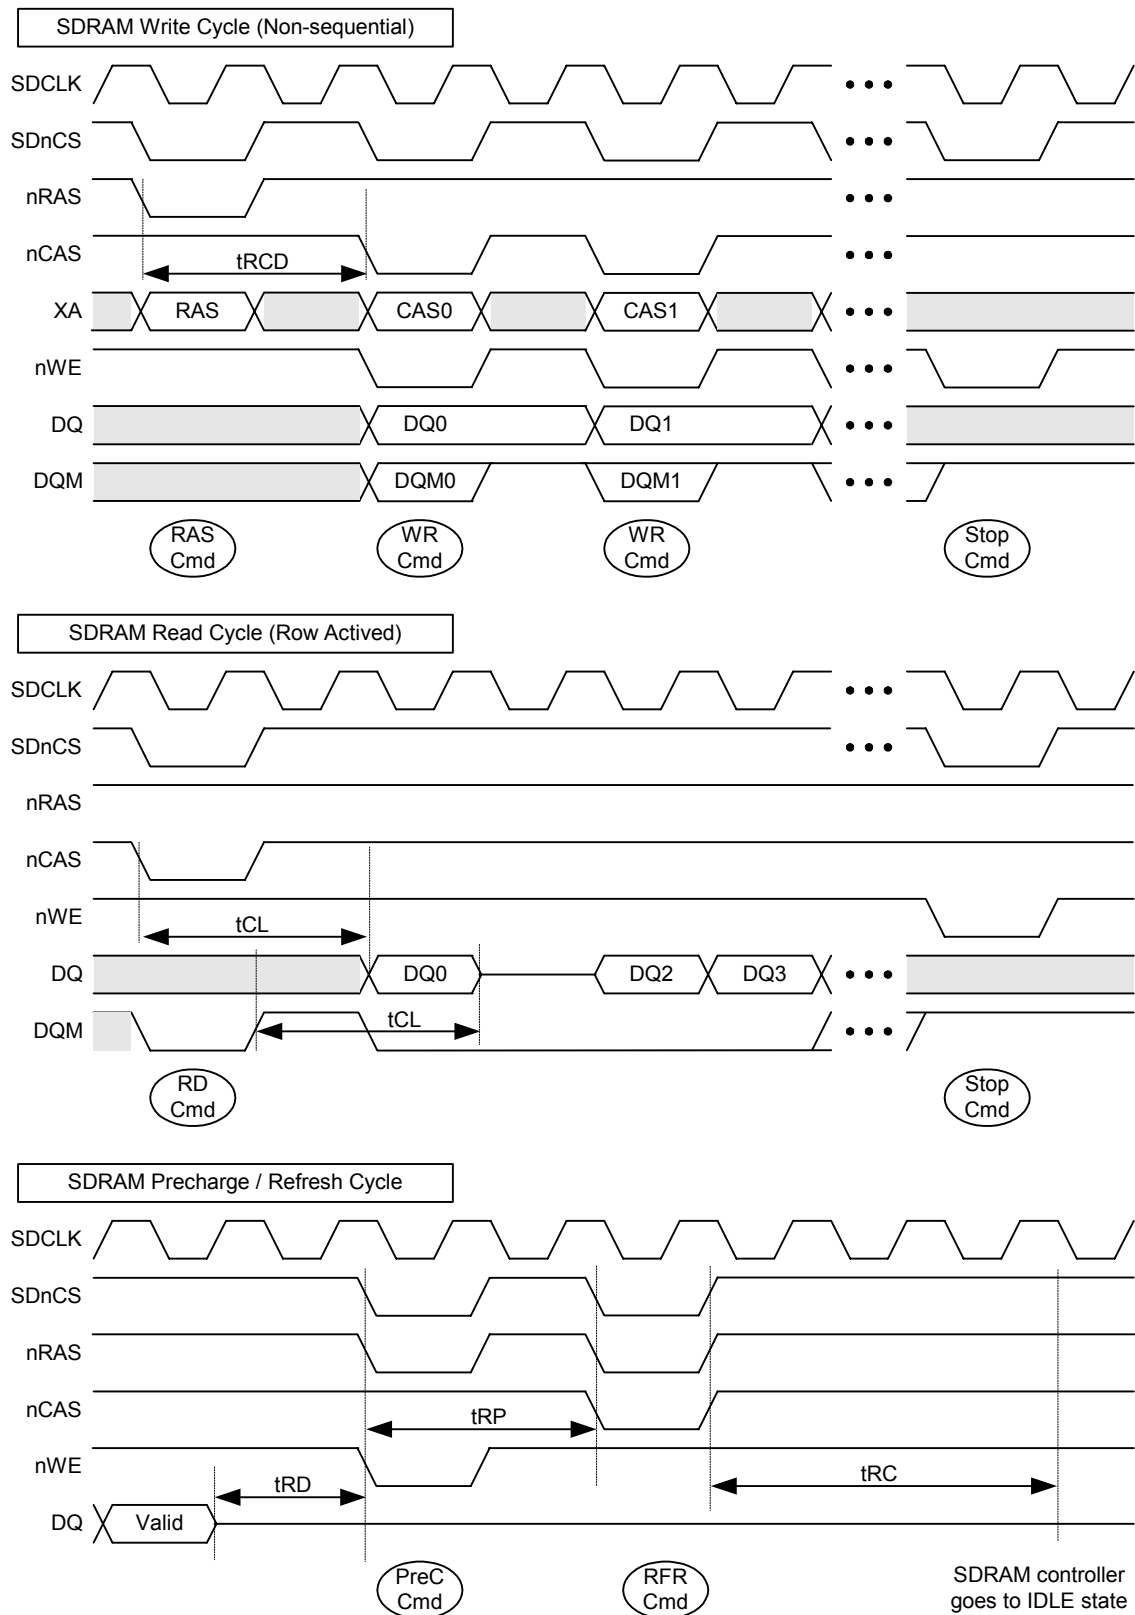 SDRAM Write Cycle (Non-sequential)
SDCLK
SDnCS
nRAS
nCAS
tRCD
XA RAS CAS0 CAS1
nWE
DQ DQ0 DQ1
DQM DQM0 DQM1
RAS Cmd
WR Cmd
WR Cmd
Stop Cmd
SDRAM Read Cycle (Row Actived)
SDCLK
SDnCS
nRAS
nCAS
nWE
tCL
DQ DQ0 DQ2 DQ3
DQM tCL
RD Cmd
Stop Cmd
SDRAM Precharge / Refresh Cycle
SDCLK
SDnCS
nRAS
nCAS
tRP
nWE
tRD tRC
DQ Valid
PreC Cmd
RFR Cmd
SDRAM controller
goes to IDLE state